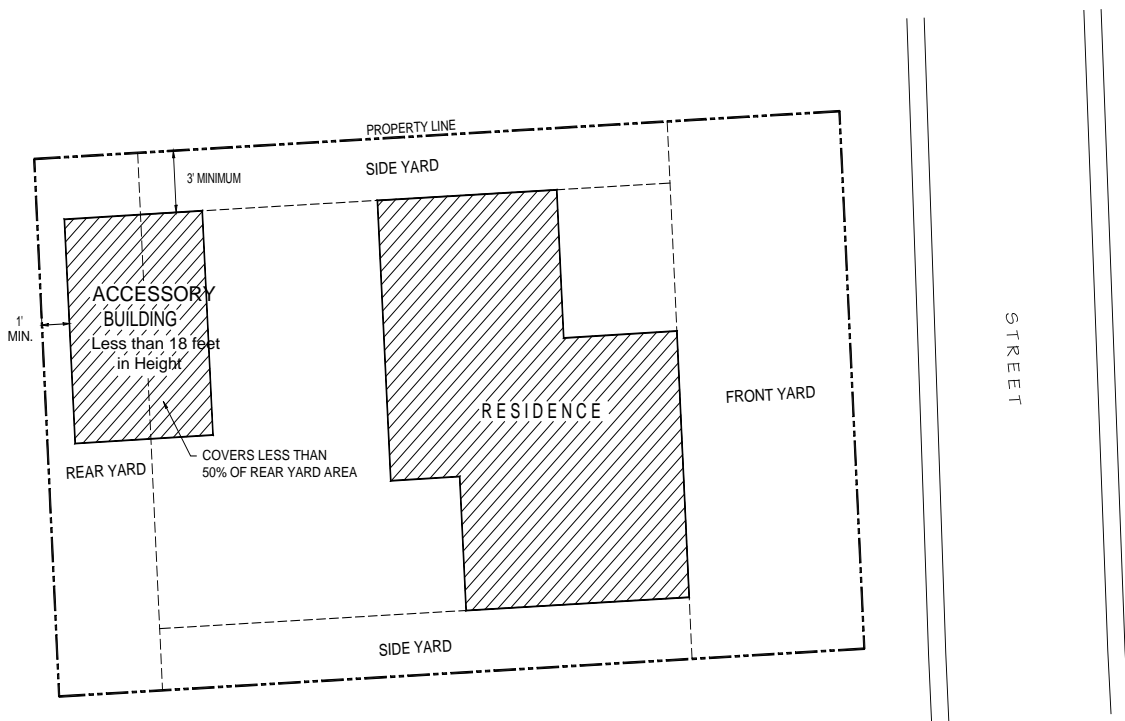 PROPERTY LINE
SIDE YARD
3' MINIMUM
ACCESSORY
BUILDING
Less than 18 feet
in Height
1'
MIN.
STREET
RESIDENCE
FRONT YARD
COVERS LESS THAN
50% OF REAR YARD AREA
REAR YARD
SIDE YARD